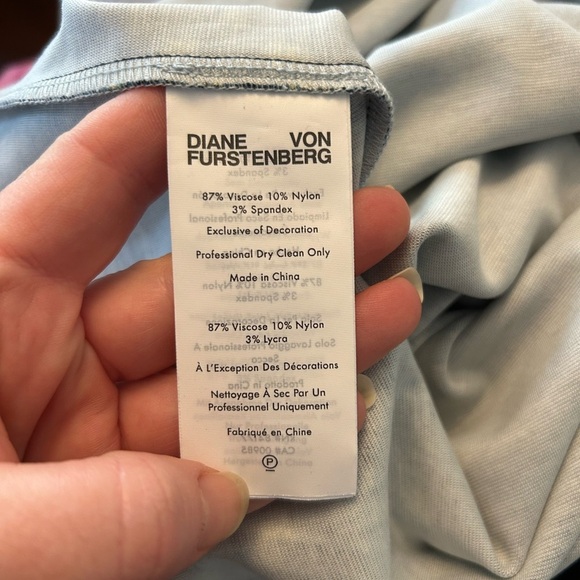 DIANE VON
FURSTENBERG
87% Viscose 10% Nylon
3% Spandex
Exclusive of Decoration
Professional Dry Clean Only
Made in China
87% Viscose 10% Nylon
3% Lycra
À L'Exception Des Décorations
Nettoyage À Sec Par Un
Professionnel Uniquement
Fabriqué en Chine
P